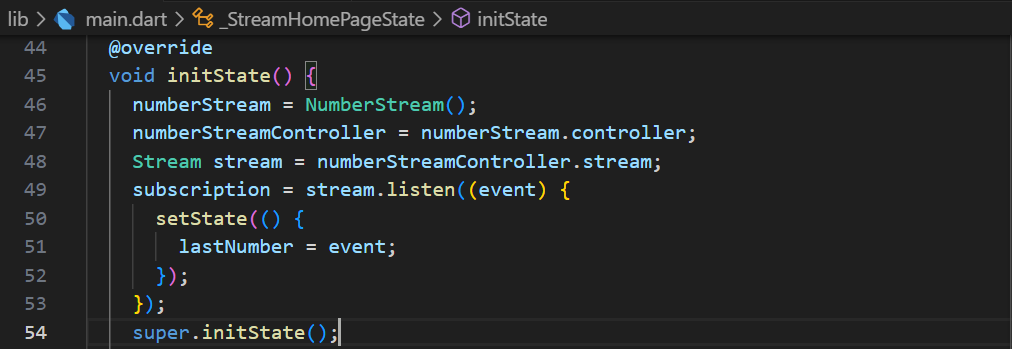 lib > main.dart > _StreamHomePageState > initState
44 @override
45 void initState() {
46 numberStream = NumberStream();
47 numberStreamController = numberStream.controller;
48 Stream stream = numberStreamController.stream;
49 subscription = stream.listen((event) {
50 setState(() {
51 lastNumber = event;
52 });
53 });
54 super.initState();